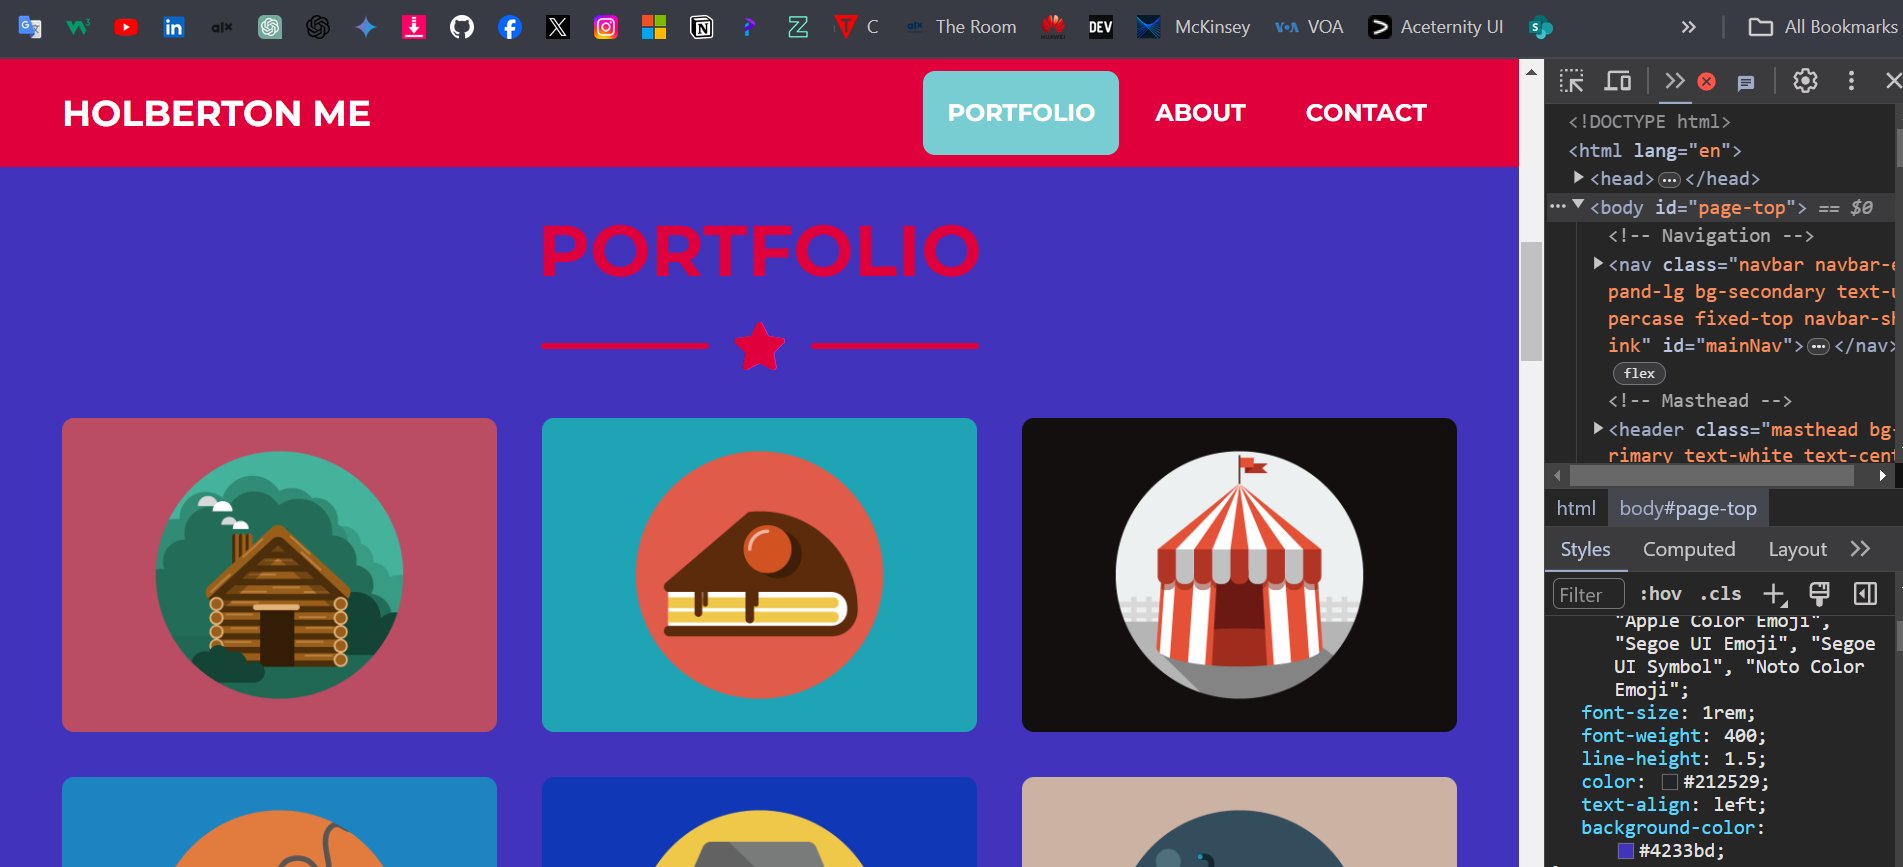 alx
C
alx
The Room
HUAWEI
DEV
McKinsey
VOA
VOA
Aceternity UI
S
All Bookmarks
HOLBERTON ME
PORTFOLIO
ABOUT
CONTACT
PORTFOLIO
<!DOCTYPE html>
<html lang="en">
<head> ··· </head>
··· <body id="page-top"> == $0
<!-- Navigation -->
<nav class="navbar navbar-e
pand-lg bg-secondary text-u
percase fixed-top navbar-sh
ink" id="mainNav"> ··· </nav>
flex
<!-- Masthead -->
<header class="masthead bg-
rimary text-white text-cent
html body#page-top
Styles Computed Layout
Filter :hov .cls
"Apple Color Emoji",
"Segoe UI Emoji", "Segoe
UI Symbol", "Noto Color
Emoji";
font-size: 1rem;
font-weight: 400;
line-height: 1.5;
color: #212529;
text-align: left;
background-color:
#4233bd;